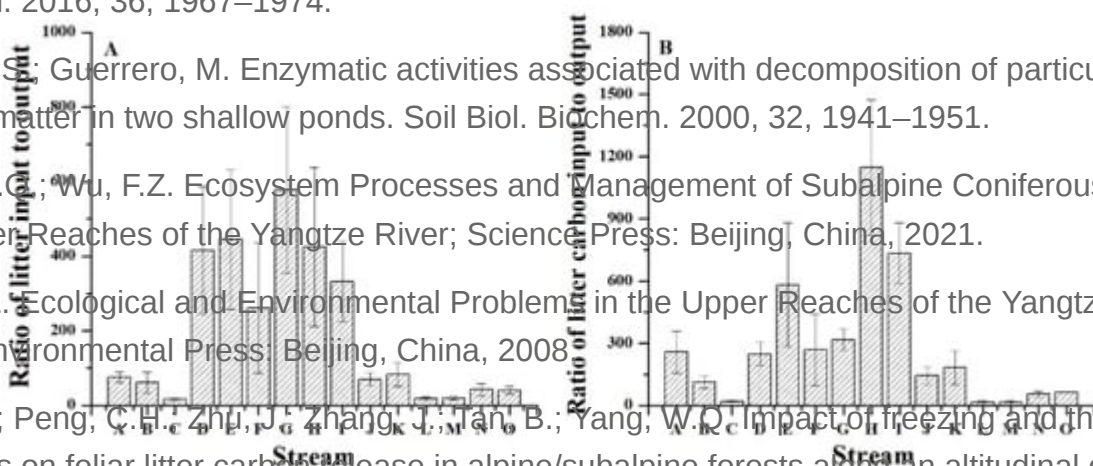 . 2016, 36, 1967–1974.
S.; Guerrero, M. Enzymatic activities associated with decomposition of particu
matter in two shallow ponds. Soil Biol. Biochem. 2000, 32, 1941–1951.
Wu, F.Z. Ecosystem Processes and Management of Subalpine Coniferous
er Reaches of the Yangtze River; Science Press: Beijing, China, 2021.
. Ecological and Environmental Problems in the Upper Reaches of the Yangtz
nvironmental Press: Beijing, China, 2008
; Peng, C.H.; Zhu, J.; Zhang, J.; Tan, B.; Yang, W.Q. Impact of freezing and th
s on foliar litter carbon release in alpine/subalpine forests along an altitudinal
Ratio of litter input to output
1000
800
600
400
200
0
A
A B C D E F G H I J K L M N O
Stream
Ratio of litter carbon input to output
1800
1500
1200
900
600
300
0
B
A B C D E F G H I J K L M N O
Stream